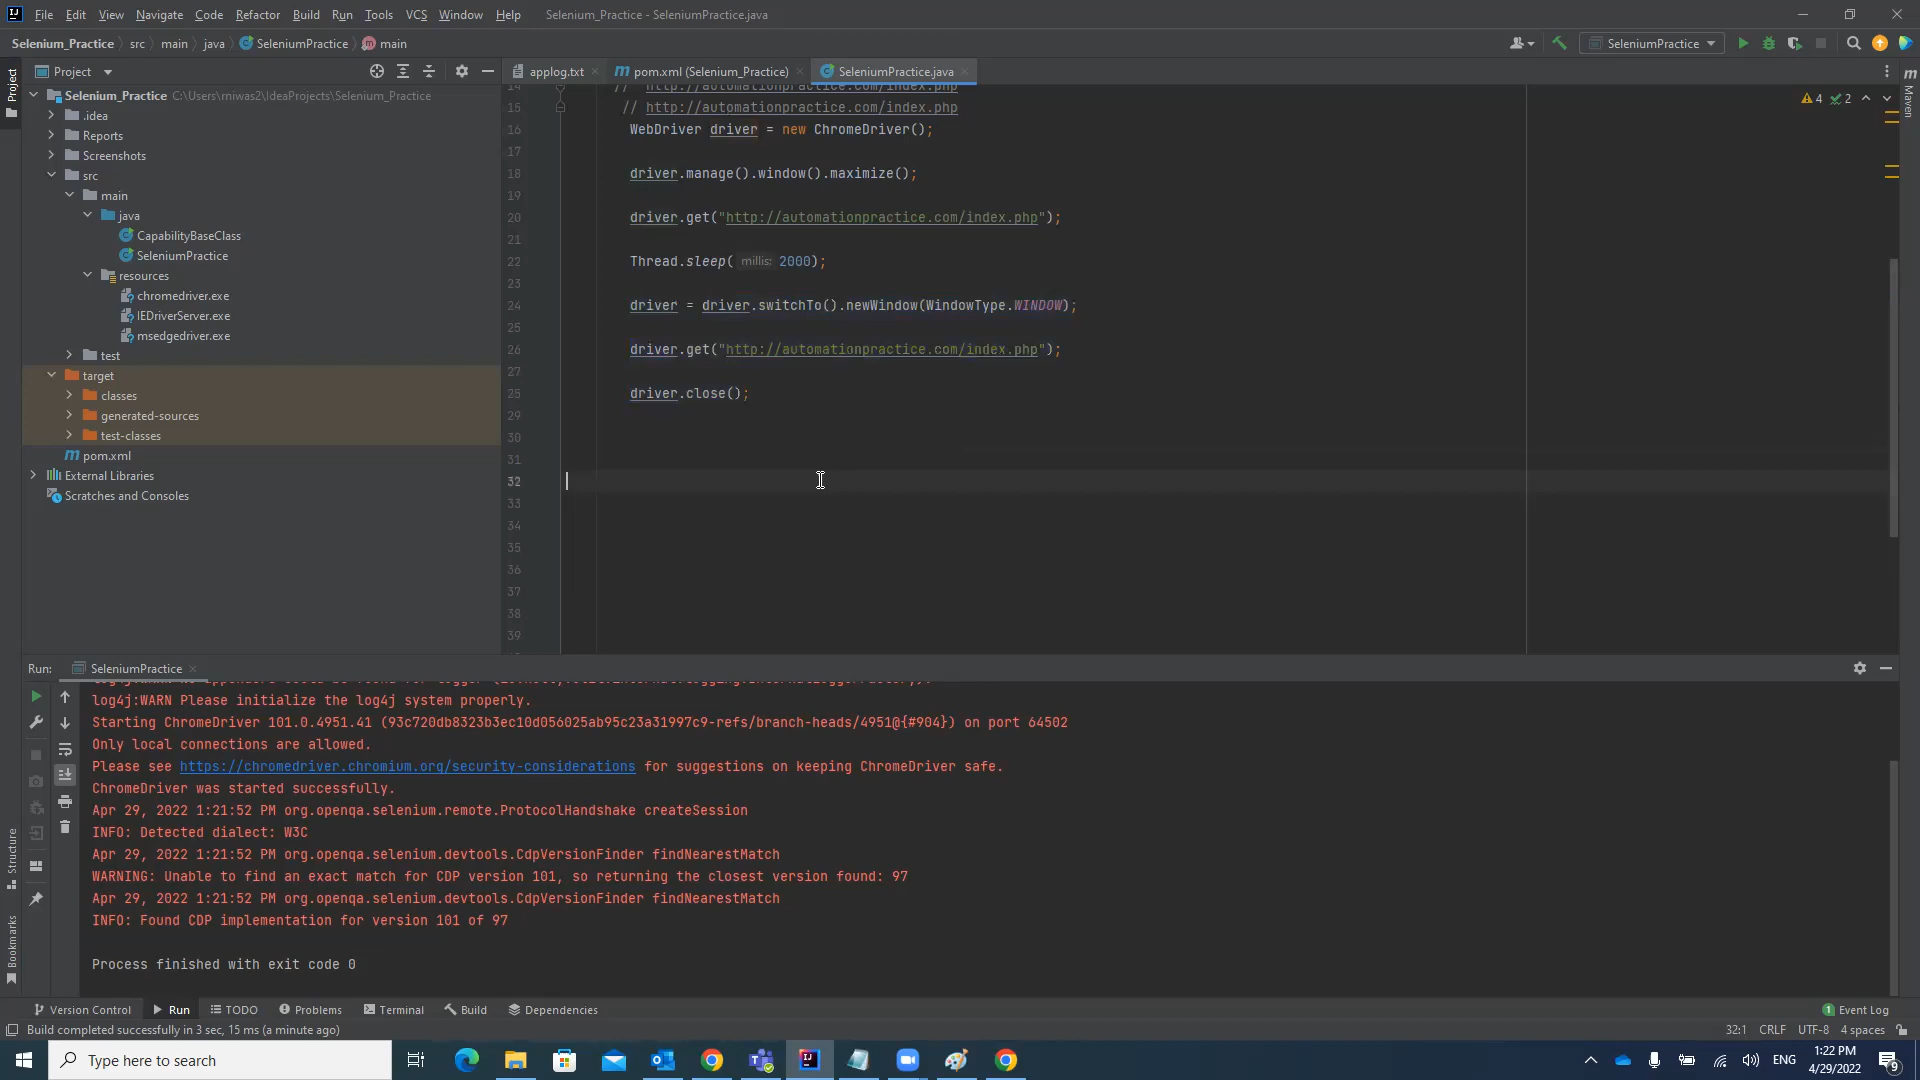 File Edit View Navigate Code Refactor Build Run Tools VCS Window Help Selenium_Practice - SeleniumPractice.java
Selenium_Practice src main java SeleniumPractice main SeleniumPractice
Project applog.txt pom.xml (Selenium_Practice) SeleniumPractice.java
Project
Maven
Selenium_Practice C:\Users\rniwas2\IdeaProjects\Selenium_Practice
.idea
Reports
Screenshots
src
main
java
CapabilityBaseClass
SeleniumPractice
resources
chromedriver.exe
IEDriverServer.exe
msedgedriver.exe
test
target
classes
generated-sources
test-classes
pom.xml
External Libraries
Scratches and Consoles
4 2
14 // http://automationpractice.com/index.php
15 // http://automationpractice.com/index.php
16 WebDriver driver = new ChromeDriver();
17
18 driver.manage().window().maximize();
19
20 driver.get("http://automationpractice.com/index.php");
21
22 Thread.sleep( millis: 2000);
23
24 driver = driver.switchTo().newWindow(WindowType.WINDOW);
25
26 driver.get("http://automationpractice.com/index.php");
27
25 driver.close();
29
30
31
32
33
34
35
36
37
38
39
Run: SeleniumPractice
log4j:WARN Please initialize the log4j system properly.
Starting ChromeDriver 101.0.4951.41 (93c720db8323b3ec10d056025ab95c23a31997c9-refs/branch-heads/4951@{#904}) on port 64502
Only local connections are allowed.
Please see https://chromedriver.chromium.org/security-considerations for suggestions on keeping ChromeDriver safe.
ChromeDriver was started successfully.
Apr 29, 2022 1:21:52 PM org.openqa.selenium.remote.ProtocolHandshake createSession
INFO: Detected dialect: W3C
Apr 29, 2022 1:21:52 PM org.openqa.selenium.devtools.CdpVersionFinder findNearestMatch
WARNING: Unable to find an exact match for CDP version 101, so returning the closest version found: 97
Apr 29, 2022 1:21:52 PM org.openqa.selenium.devtools.CdpVersionFinder findNearestMatch
INFO: Found CDP implementation for version 101 of 97
Process finished with exit code 0
Structure
Bookmarks
Version Control Run TODO Problems Terminal Build Dependencies 1 Event Log
Build completed successfully in 3 sec, 15 ms (a minute ago) 32:1 CRLF UTF-8 4 spaces
Type here to search ENG 1:22 PM
4/29/2022 9